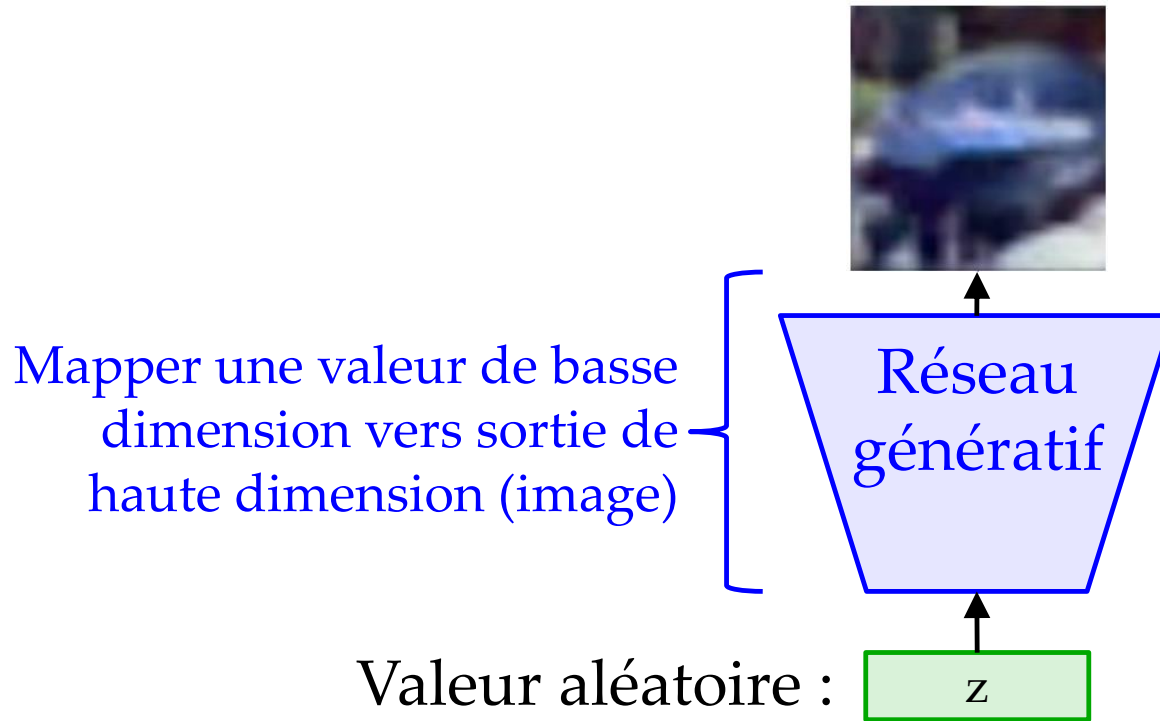 Mapper une valeur de basse
dimension vers sortie de
haute dimension (image)
Réseau
génératif
Valeur aléatoire :
z